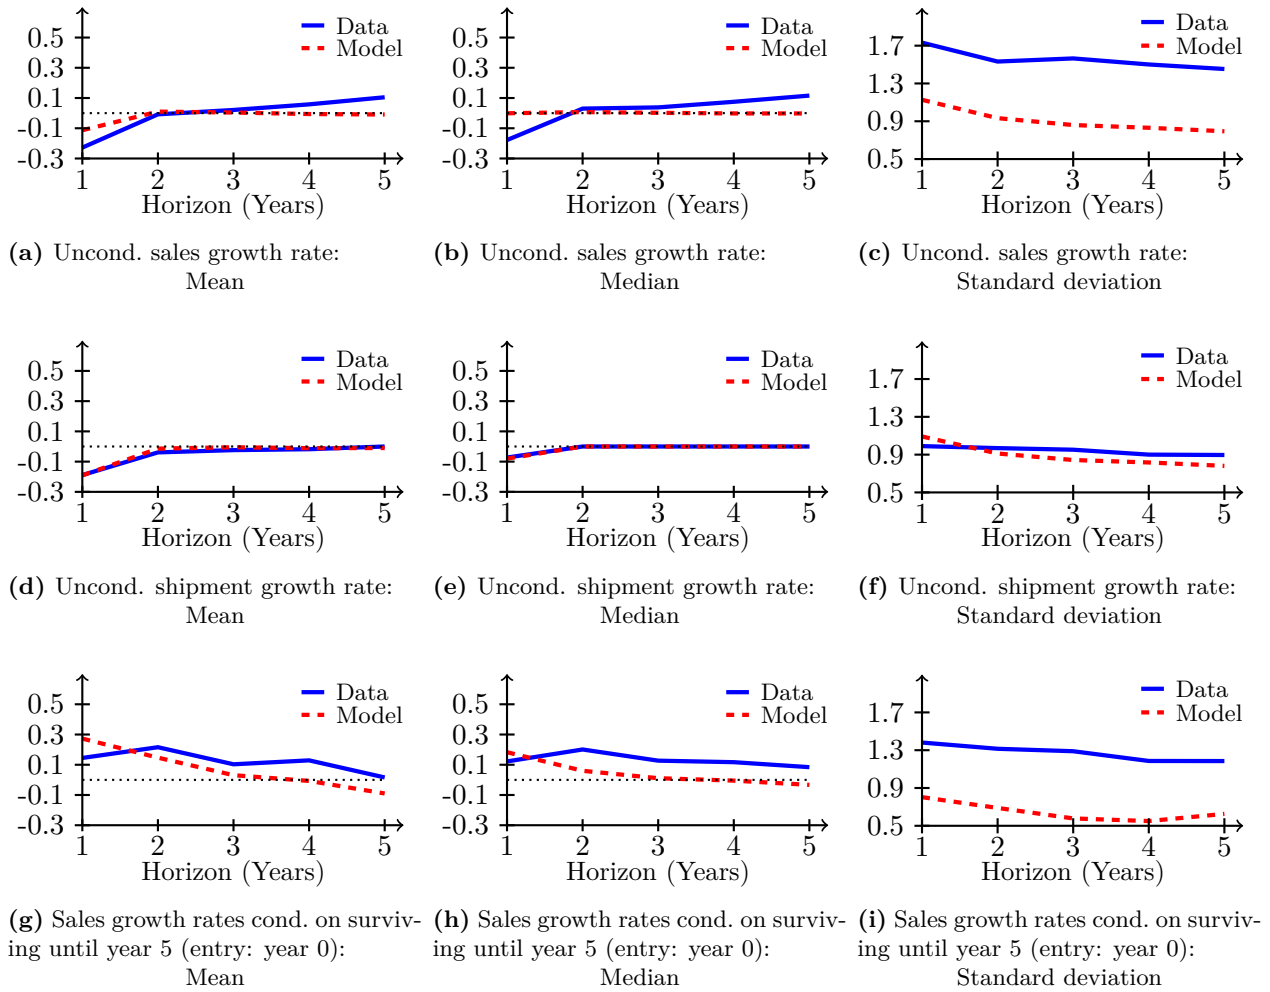 0.5
0.3
0.1
-0.1
-0.3
1 2 3 4 5
Horizon (Years)
Data
Model
(a) Uncond. sales growth rate:
Mean
0.5
0.3
0.1
-0.1
-0.3
1 2 3 4 5
Horizon (Years)
Data
Model
(b) Uncond. sales growth rate:
Median
1.7
1.3
0.9
0.5
1 2 3 4 5
Horizon (Years)
Data
Model
(c) Uncond. sales growth rate:
Standard deviation
0.5
0.3
0.1
-0.1
-0.3
1 2 3 4 5
Horizon (Years)
Data
Model
(d) Uncond. shipment growth rate:
Mean
0.5
0.3
0.1
-0.1
-0.3
1 2 3 4 5
Horizon (Years)
Data
Model
(e) Uncond. shipment growth rate:
Median
1.7
1.3
0.9
0.5
1 2 3 4 5
Horizon (Years)
Data
Model
(f) Uncond. shipment growth rate:
Standard deviation
0.5
0.3
0.1
-0.1
-0.3
1 2 3 4 5
Horizon (Years)
Data
Model
(g) Sales growth rates cond. on surviv-
ing until year 5 (entry: year 0):
Mean
0.5
0.3
0.1
-0.1
-0.3
1 2 3 4 5
Horizon (Years)
Data
Model
(h) Sales growth rates cond. on surviv-
ing until year 5 (entry: year 0):
Median
1.7
1.3
0.9
0.5
1 2 3 4 5
Horizon (Years)
Data
Model
(i) Sales growth rates cond. on surviv-
ing until year 5 (entry: year 0):
Standard deviation